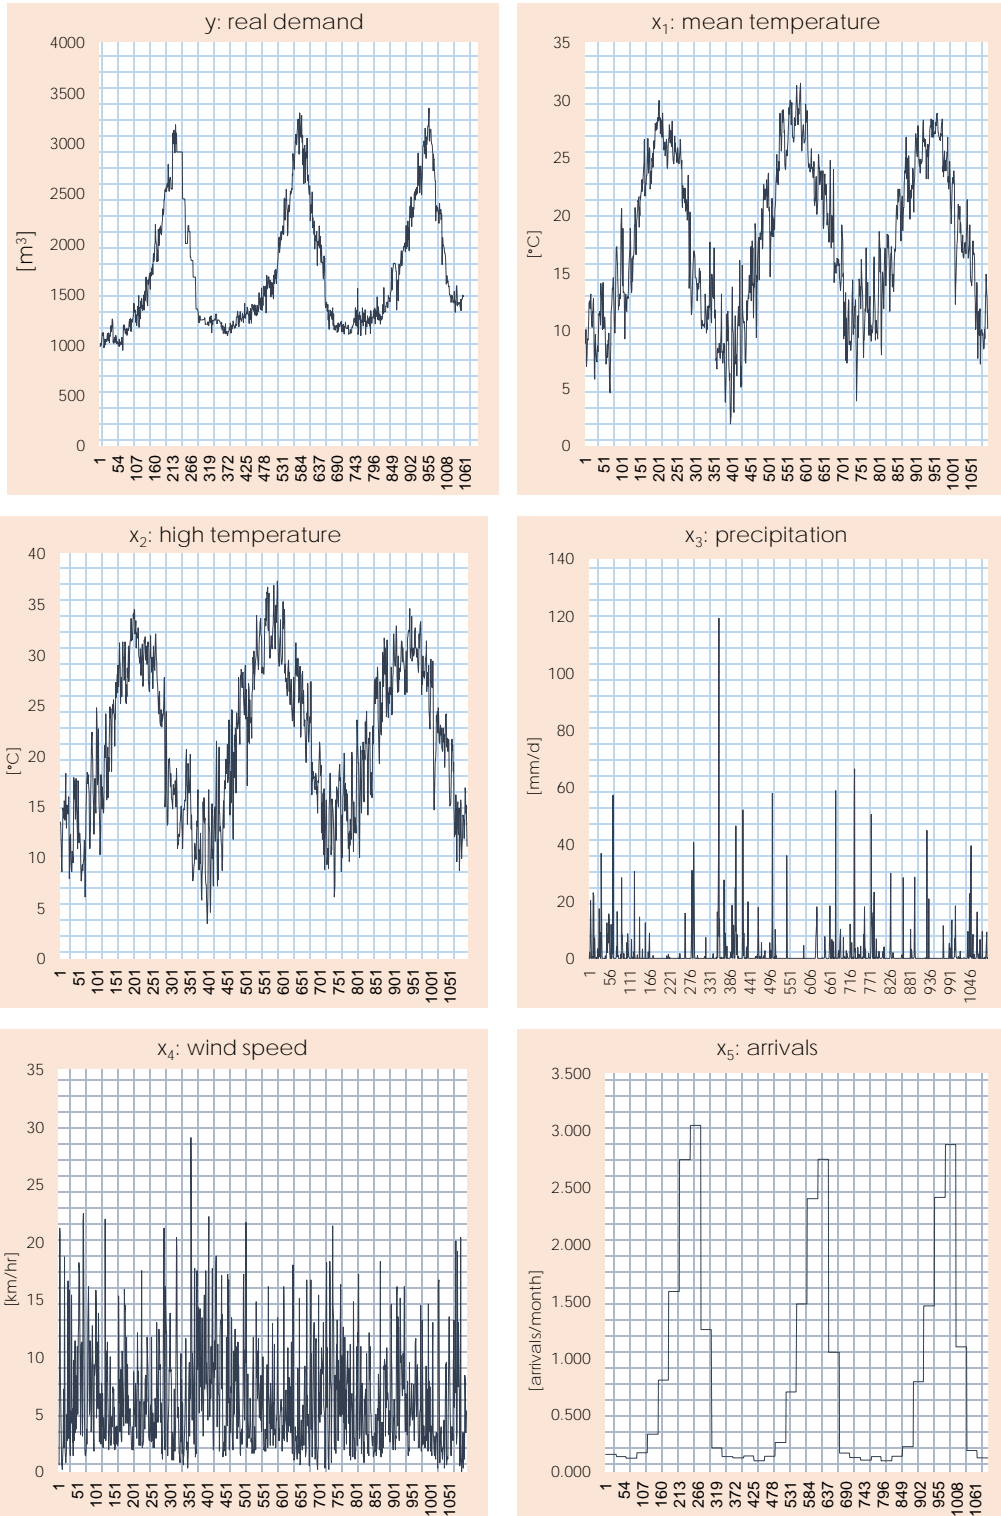 y: real demand
4000
3500
3000
2500
2000
1500
1000
500
0
[m³]
1 54 107 160 213 266 319 372 425 478 531 584 637 690 743 796 849 902 955 1008 1061
x₁: mean temperature
35
30
25
20
15
10
5
0
[°C]
1 51 101 151 201 251 301 351 401 451 501 551 601 651 701 751 801 851 901 951 1001 1051
x₂: high temperature
40
35
30
25
20
15
10
5
0
[°C]
1 51 101 151 201 251 301 351 401 451 501 551 601 651 701 751 801 851 901 951 1001 1051
x₃: precipitation
140
120
100
80
60
40
20
0
[mm/d]
1 56 111 166 221 276 331 386 441 496 551 606 661 716 771 826 881 936 991 1046
x₄: wind speed
35
30
25
20
15
10
5
0
[km/hr]
1 51 101 151 201 251 301 351 401 451 501 551 601 651 701 751 801 851 901 951 1001 1051
x₅: arrivals
3.500
3.000
2.500
2.000
1.500
1.000
0.500
0.000
[arrivals/month]
1 54 107 160 213 266 319 372 425 478 531 584 637 690 743 796 849 902 955 1008 1061